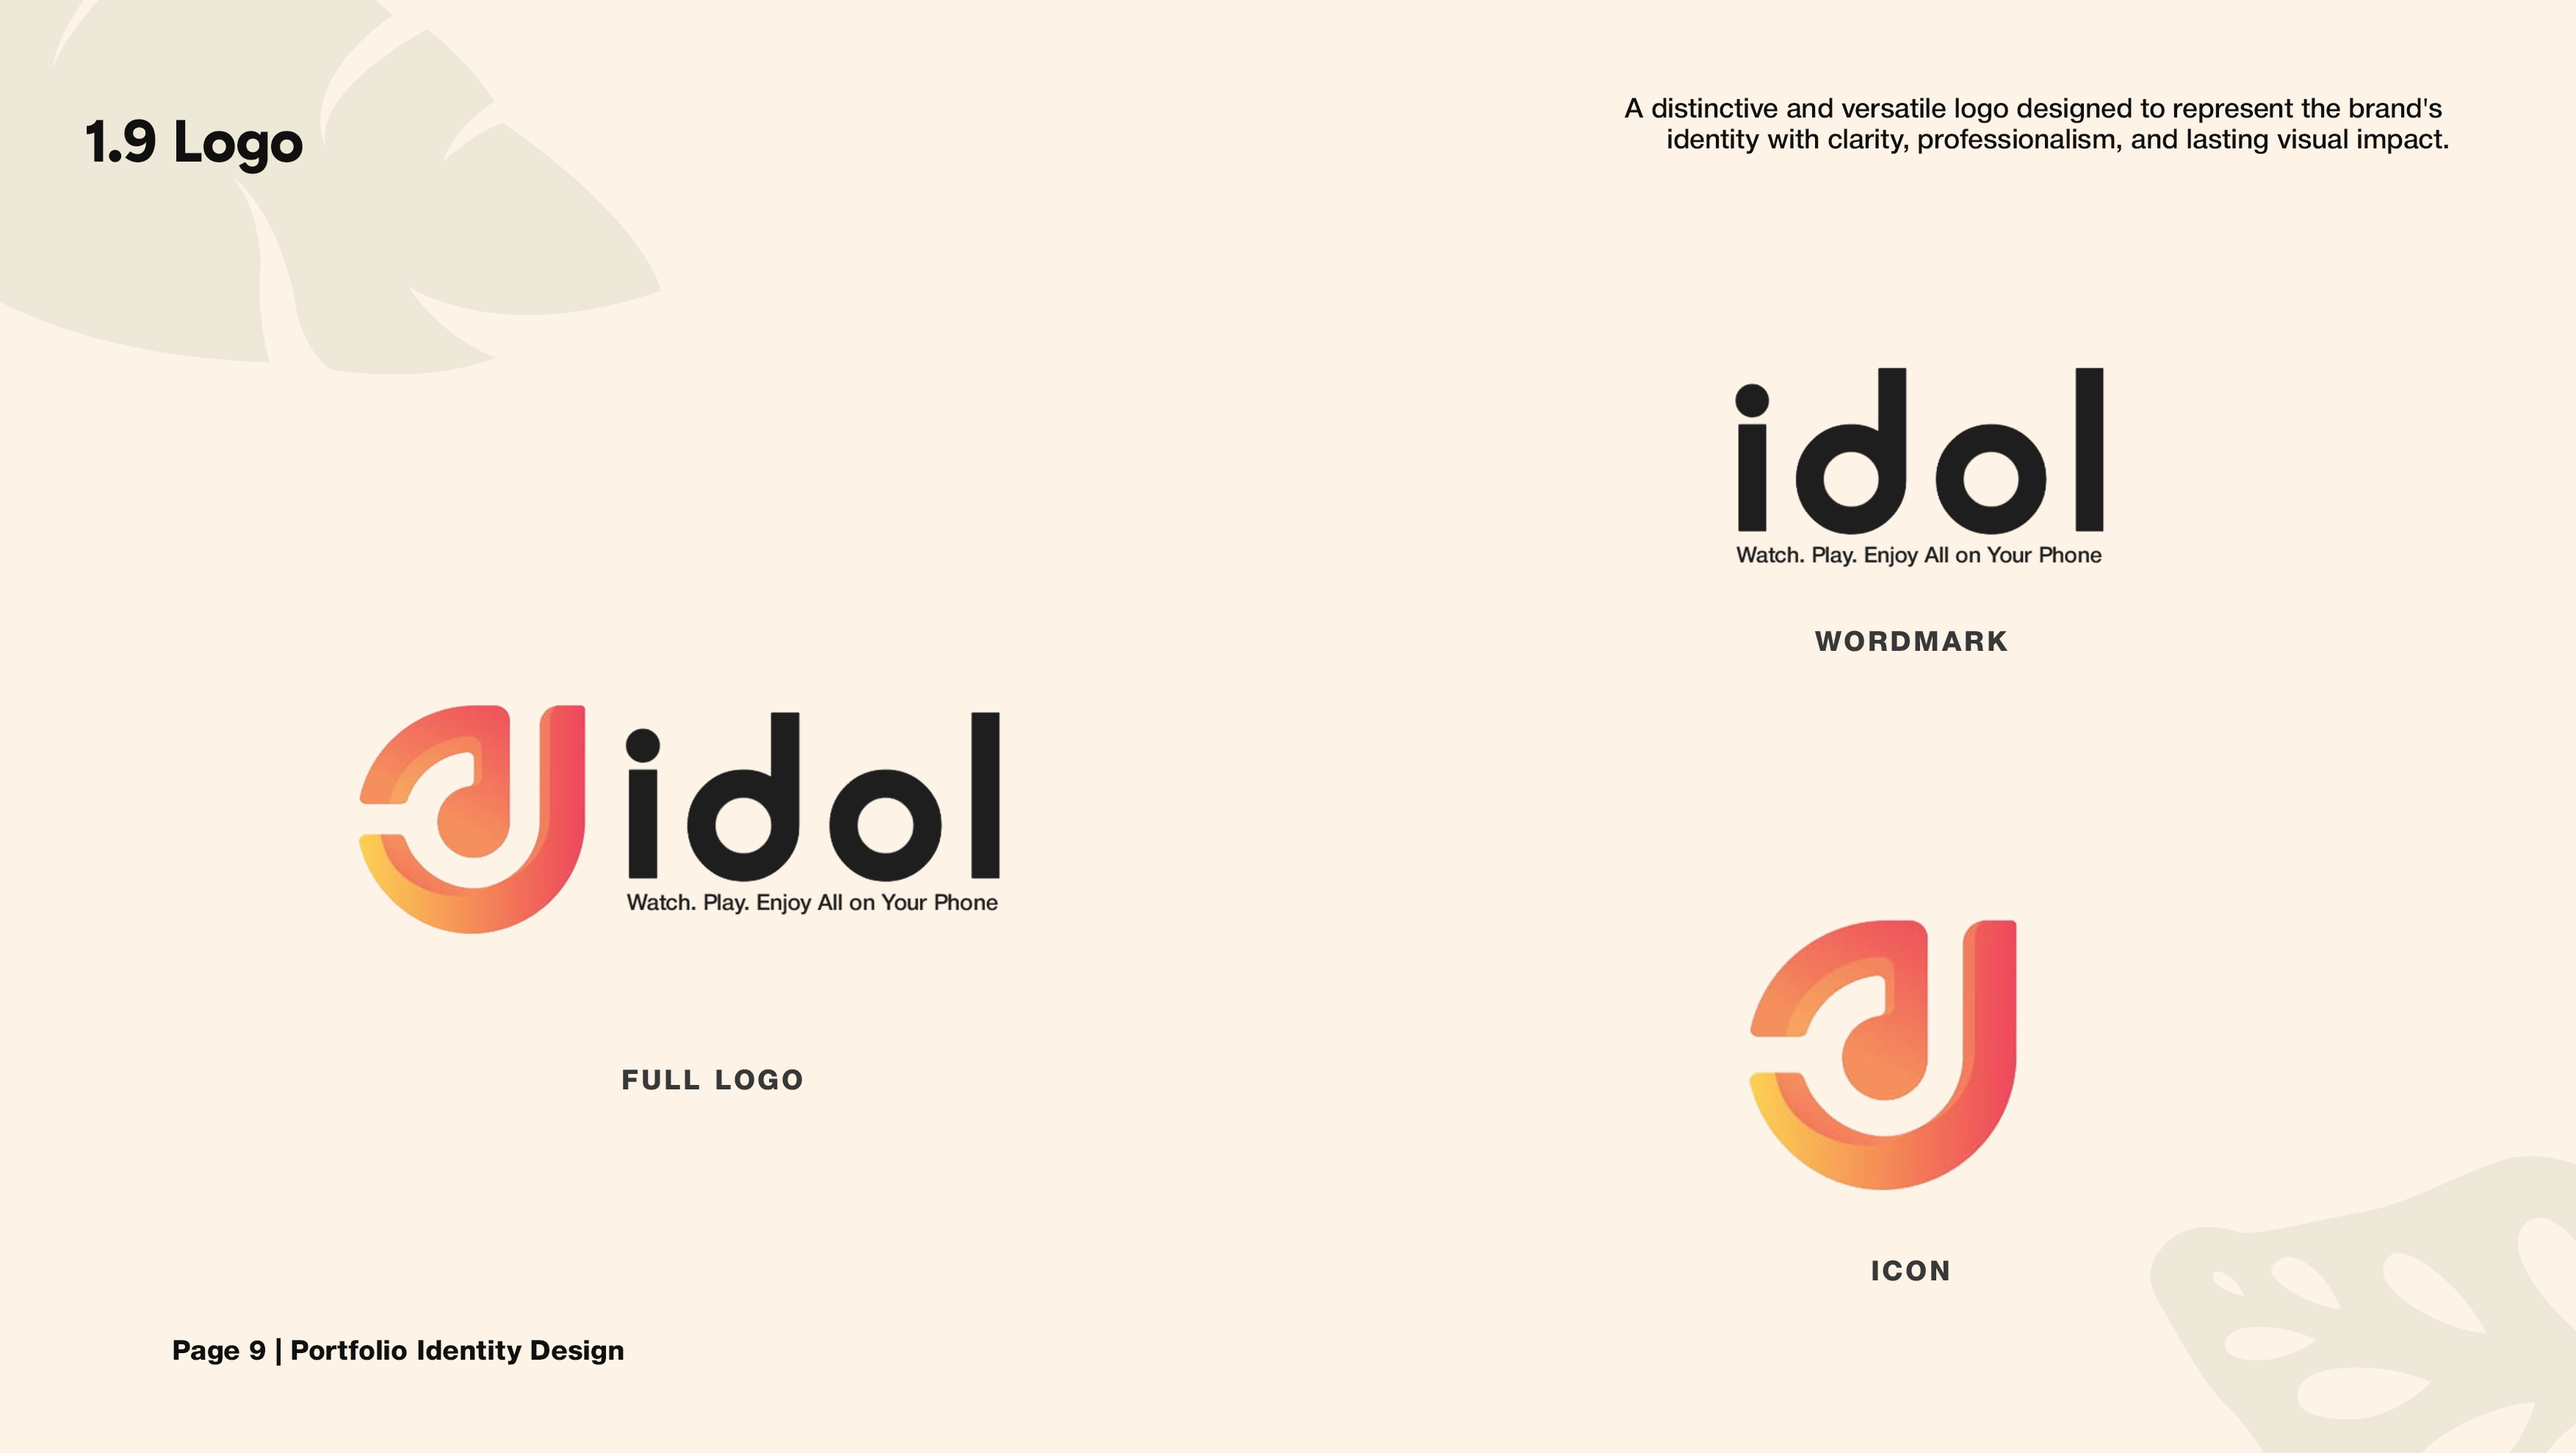 1.9 Logo
A distinctive and versatile logo designed to represent the brand's
identity with clarity, professionalism, and lasting visual impact.
idol
Watch. Play. Enjoy All on Your Phone
WORDMARK
idol
Watch. Play. Enjoy All on Your Phone
FULL LOGO
ICON
Page 9 | Portfolio Identity Design